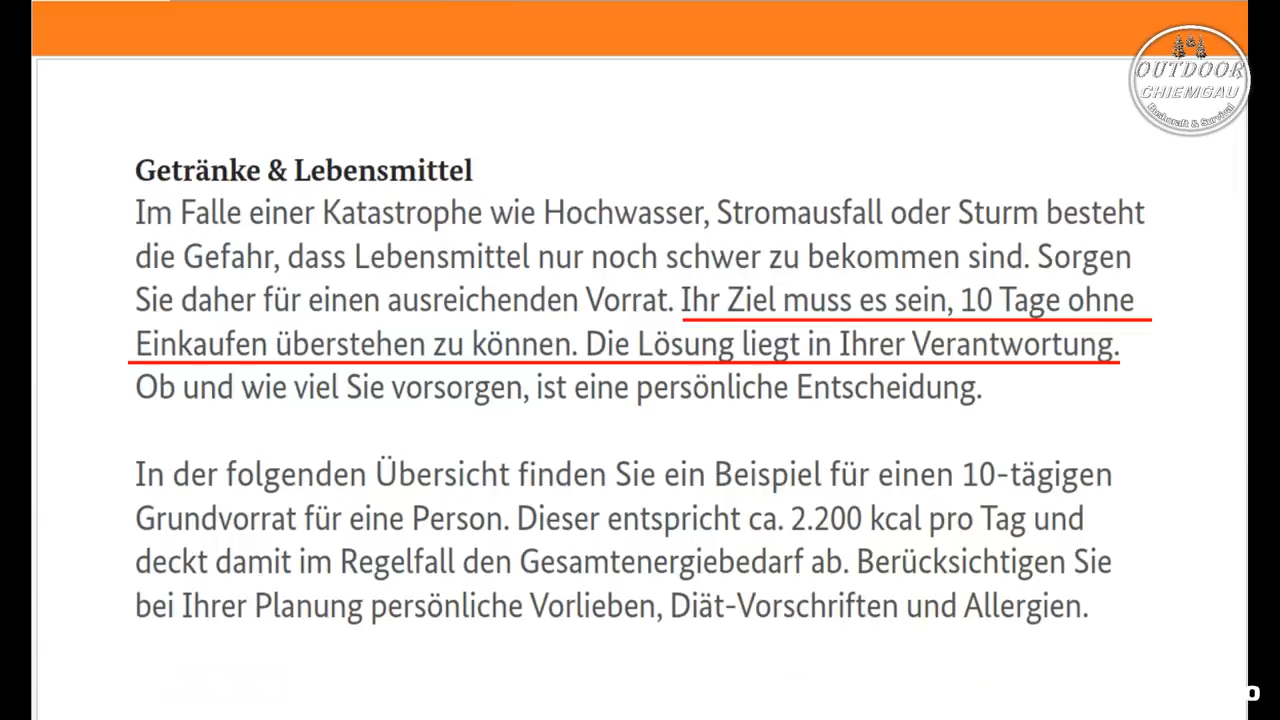 OUTDOOR
CHIEMGAU
Bushcraft & Survival
Getränke & Lebensmittel
Im Falle einer Katastrophe wie Hochwasser, Stromausfall oder Sturm besteht
die Gefahr, dass Lebensmittel nur noch schwer zu bekommen sind. Sorgen
Sie daher für einen ausreichenden Vorrat. Ihr Ziel muss es sein, 10 Tage ohne
Einkaufen überstehen zu können. Die Lösung liegt in Ihrer Verantwortung.
Ob und wie viel Sie vorsorgen, ist eine persönliche Entscheidung.
In der folgenden Übersicht finden Sie ein Beispiel für einen 10-tägigen
Grundvorrat für eine Person. Dieser entspricht ca. 2.200 kcal pro Tag und
deckt damit im Regelfall den Gesamtenergiebedarf ab. Berücksichtigen Sie
bei Ihrer Planung persönliche Vorlieben, Diät-Vorschriften und Allergien.